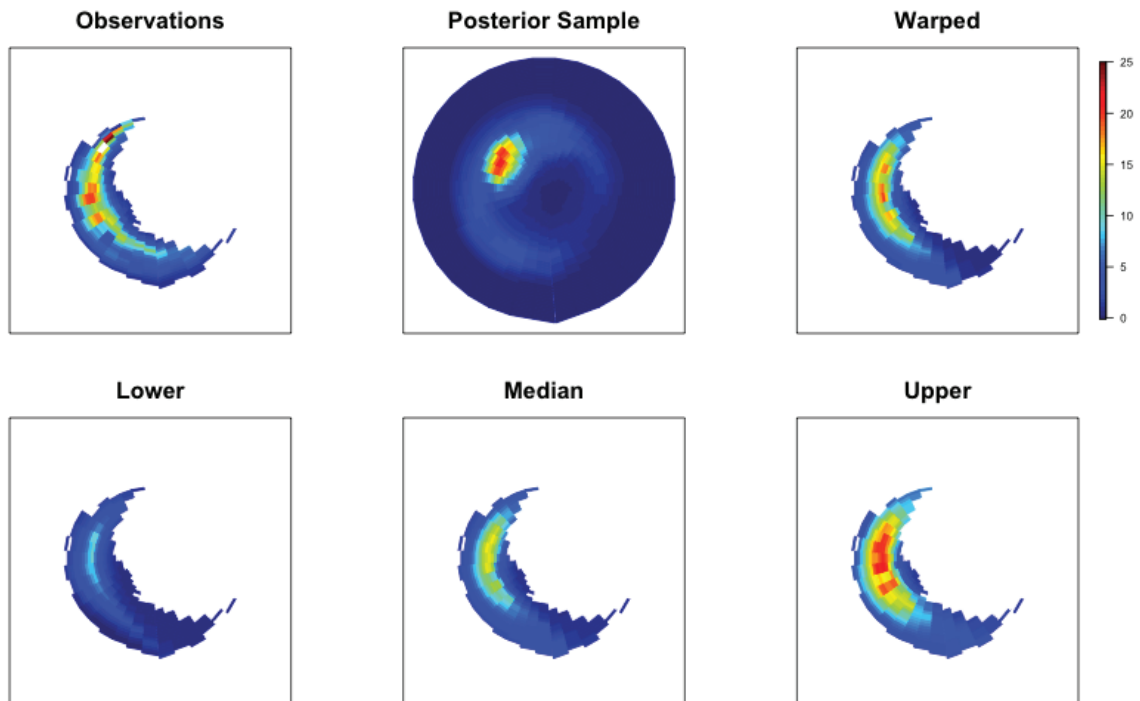 Observations
Posterior Sample
Warped
25
20
15
10
5
0
Lower
Median
Upper